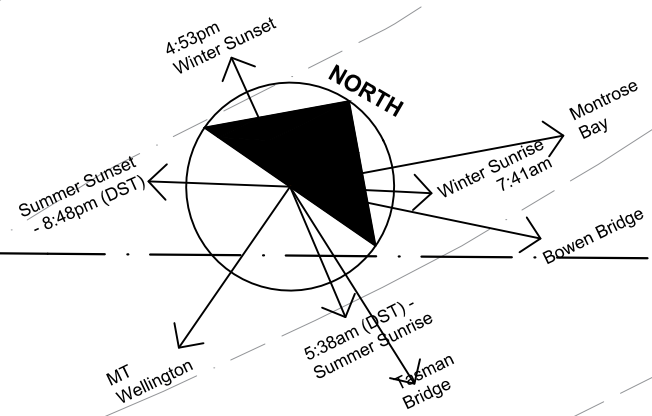 4:53pm
Winter Sunset
NORTH
Montrose
Bay
Winter Sunrise
7:41am
Summer Sunset
- 8:48pm (DST)
Bowen Bridge
5:38am (DST) -
Summer Sunrise
MT
Wellington
Tasman
Bridge